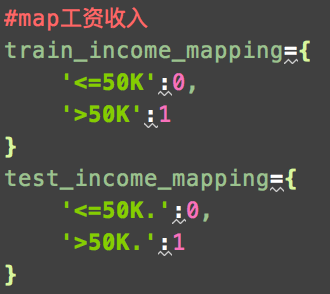 #map工资收入
train_income_mapping={
    '<=50K':0,
    '>50K':1
}
test_income_mapping={
    '<=50K.':0,
    '>50K.':1
}